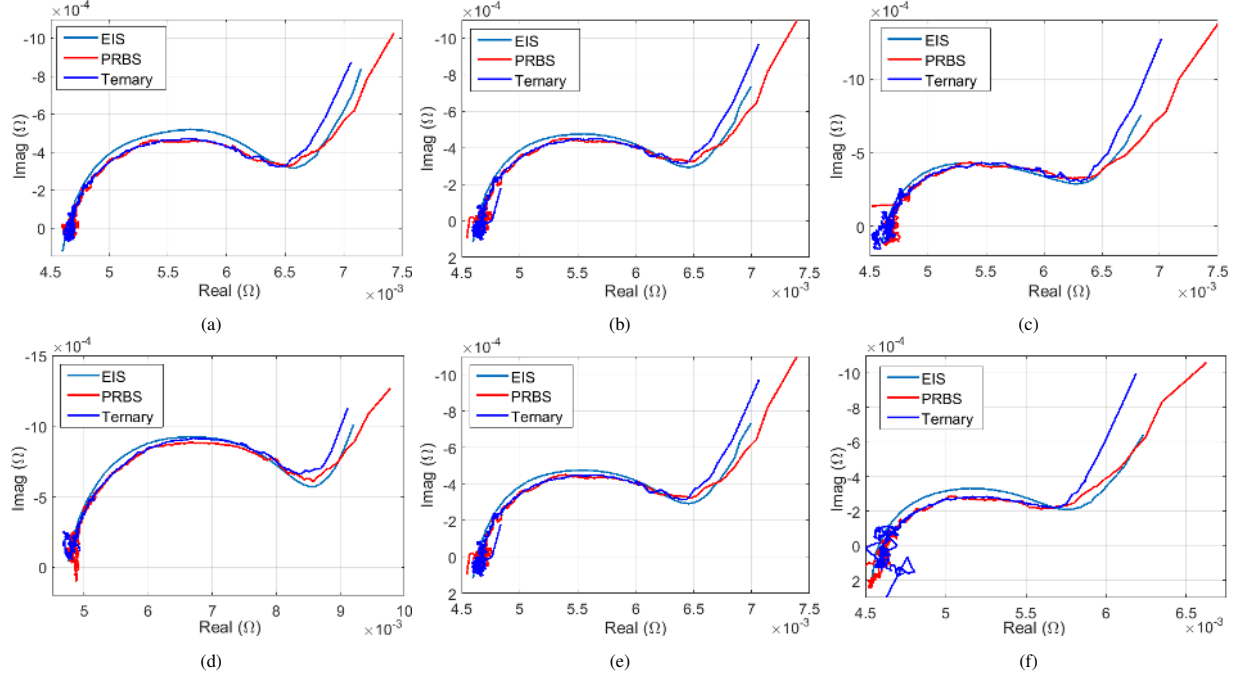 ×10⁻⁴
-10
-8
-6
-4
-2
0
Imag (Ω)
EIS
PRBS
Ternary
4.5 5 5.5 6 6.5 7 7.5
Real (Ω)
×10⁻³
(a)
×10⁻⁴
-10
-8
-6
-4
-2
0
2
Imag (Ω)
EIS
PRBS
Ternary
4.5 5 5.5 6 6.5 7 7.5
Real (Ω)
×10⁻³
(b)
×10⁻⁴
-10
-5
0
Imag (Ω)
EIS
PRBS
Ternary
4.5 5 5.5 6 6.5 7 7.5
Real (Ω)
×10⁻³
(c)
×10⁻⁴
-15
-10
-5
0
Imag (Ω)
EIS
PRBS
Ternary
5 6 7 8 9 10
Real (Ω)
×10⁻³
(d)
×10⁻⁴
-10
-8
-6
-4
-2
0
2
Imag (Ω)
EIS
PRBS
Ternary
4.5 5 5.5 6 6.5 7 7.5
Real (Ω)
×10⁻³
(e)
×10⁻⁴
-10
-8
-6
-4
-2
0
2
Imag (Ω)
EIS
PRBS
Ternary
4.5 5 5.5 6 6.5
Real (Ω)
×10⁻³
(f)